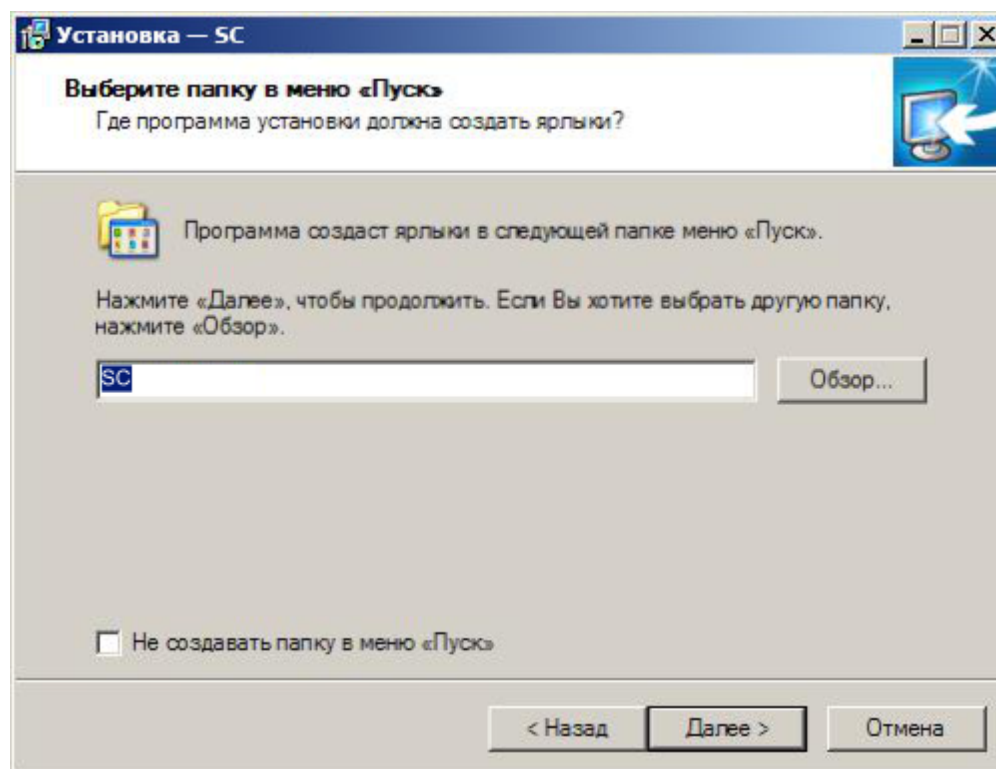 Установка — SC
Выберите папку в меню «Пуск»
Где программа установки должна создать ярлыки?
Программа создаст ярлыки в следующей папке меню «Пуск».
Нажмите «Далее», чтобы продолжить. Если Вы хотите выбрать другую папку,
нажмите «Обзор».
SC
Обзор...
Не создавать папку в меню «Пуск»
< Назад
Далее >
Отмена